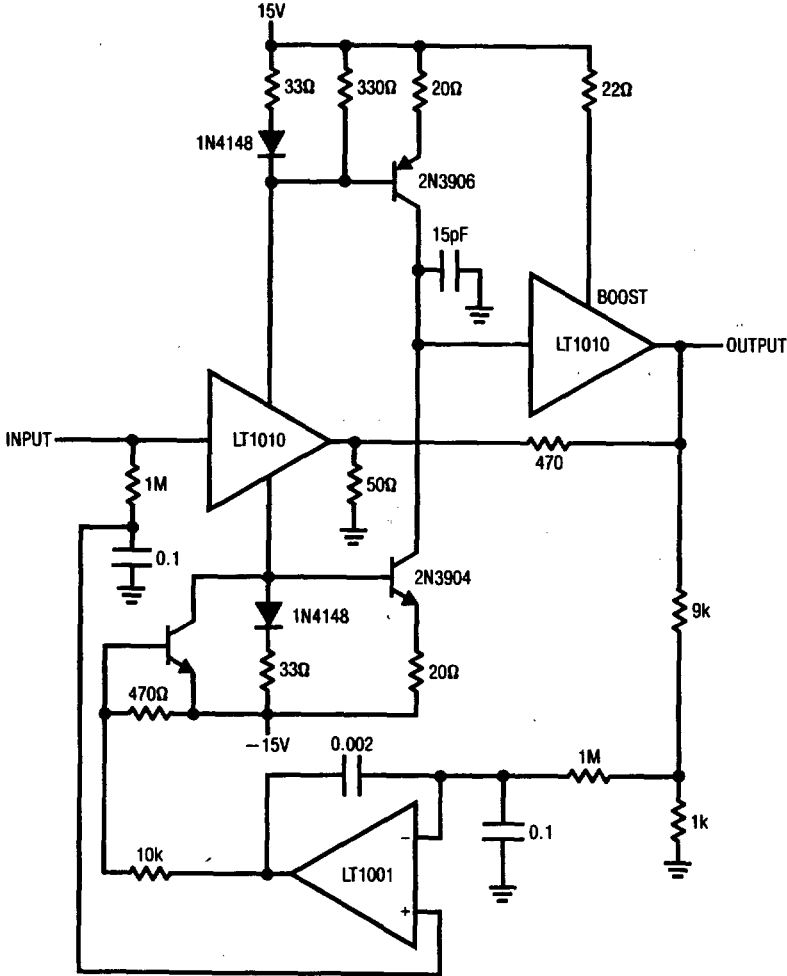 15V
33Ω
330Ω
20Ω
22Ω
1N4148
2N3906
15pF
BOOST
LT1010
OUTPUT
INPUT
LT1010
470
1M
50Ω
0.1
2N3904
1N4148
9k
33Ω
20Ω
470Ω
–15V
0.002
1M
1k
0.1
10k
–
LT1001
+